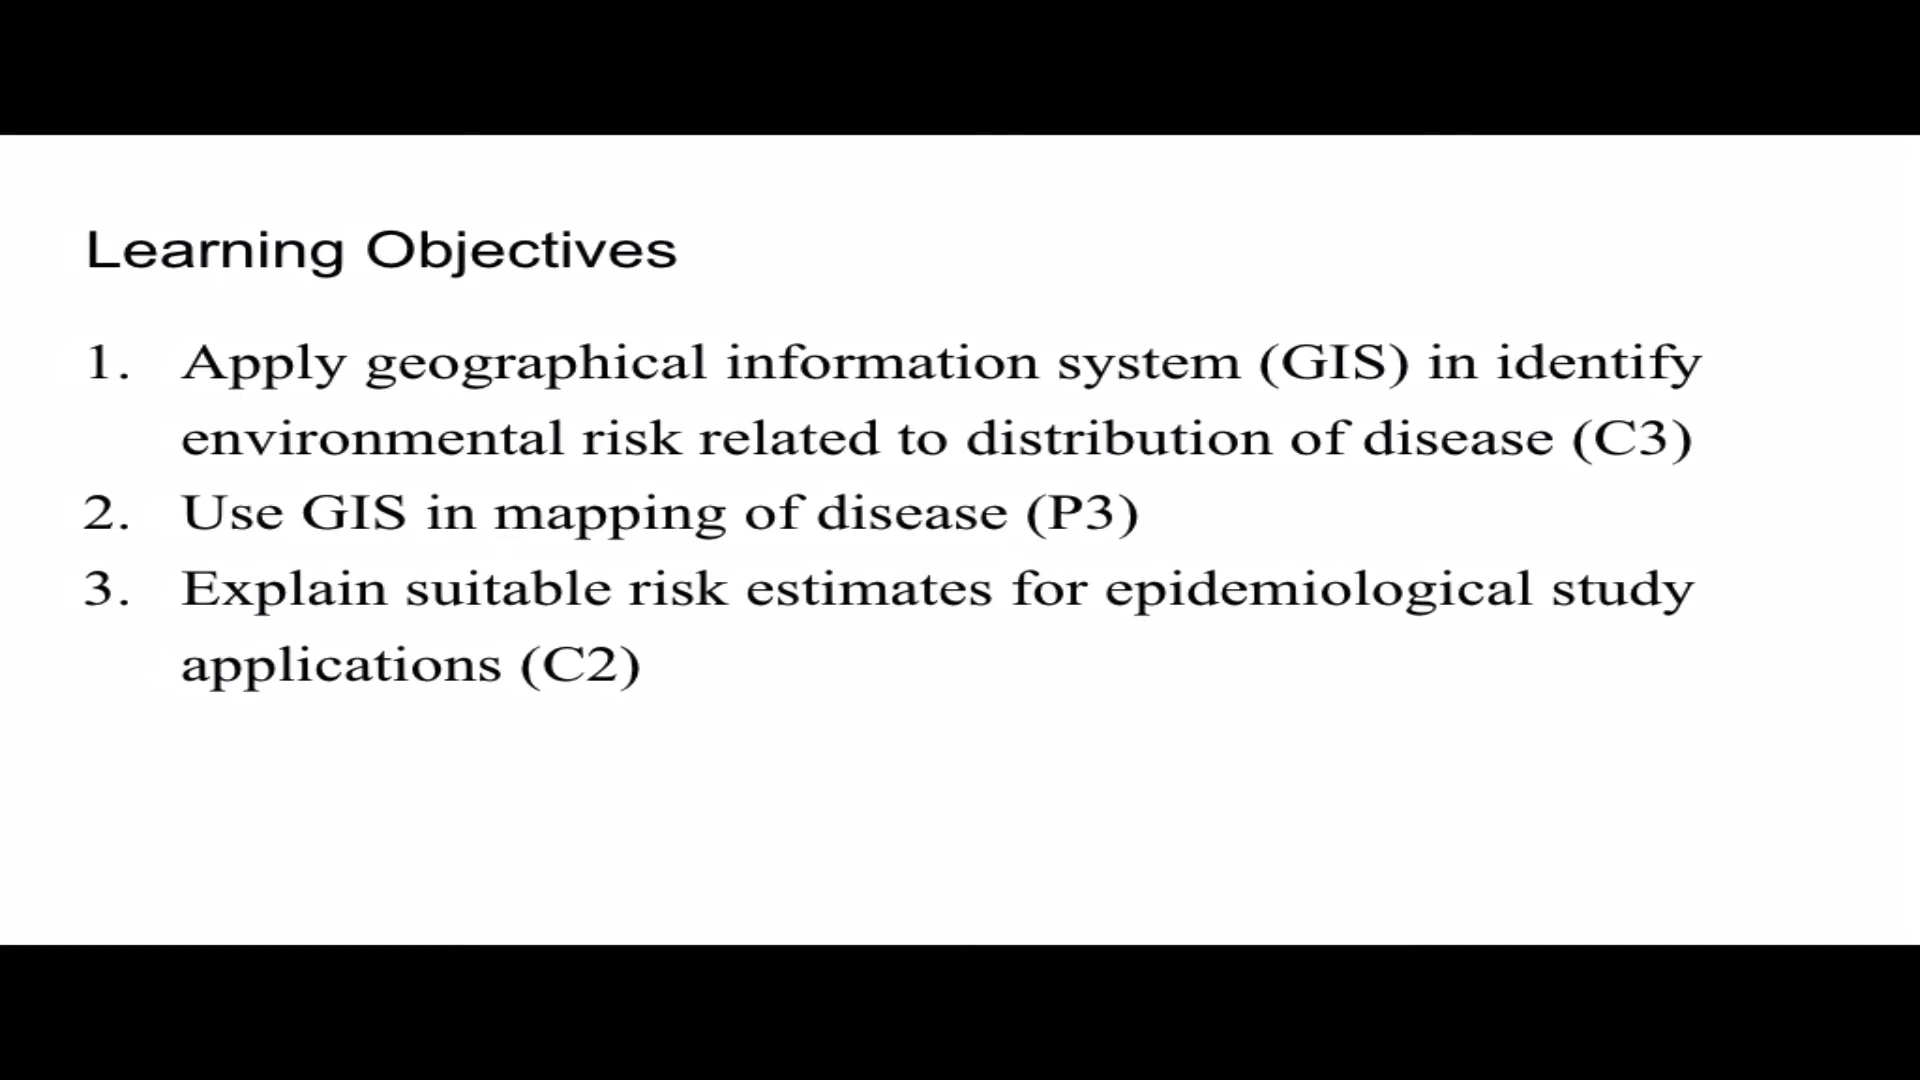 Learning Objectives
1. Apply geographical information system (GIS) in identify
environmental risk related to distribution of disease (C3)
2. Use GIS in mapping of disease (P3)
3. Explain suitable risk estimates for epidemiological study
applications (C2)